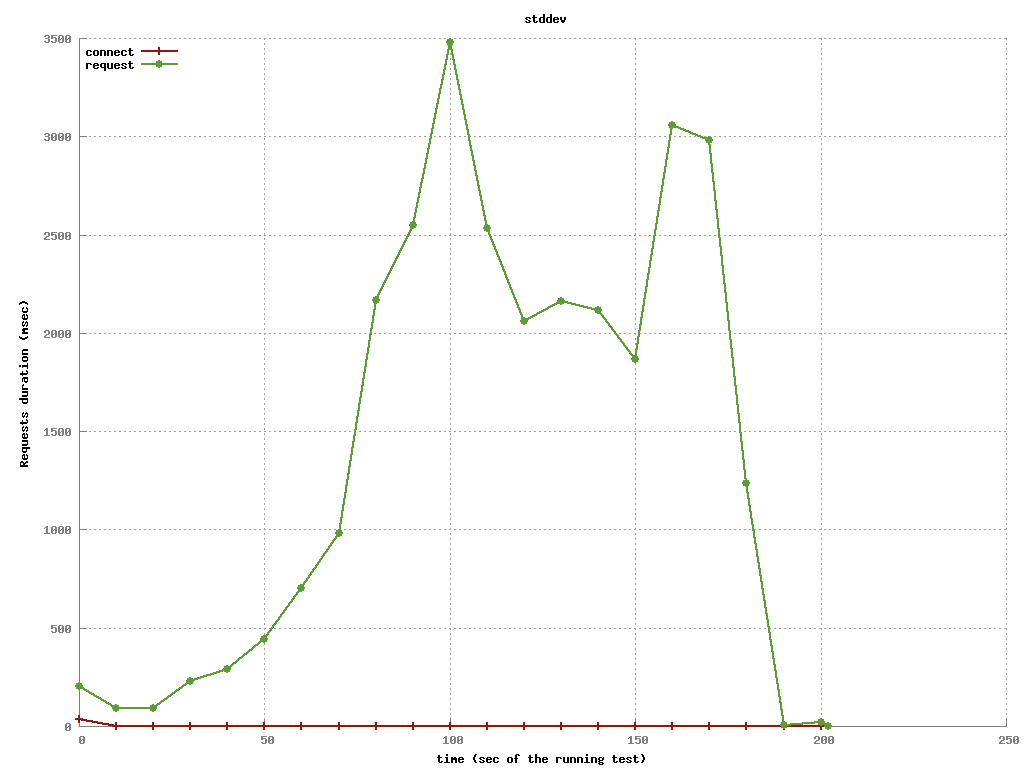 stddev
connect
request
3500
3000
2500
2000
1500
1000
500
0
Requests duration (msec)
0 50 100 150 200 250
time (sec of the running test)